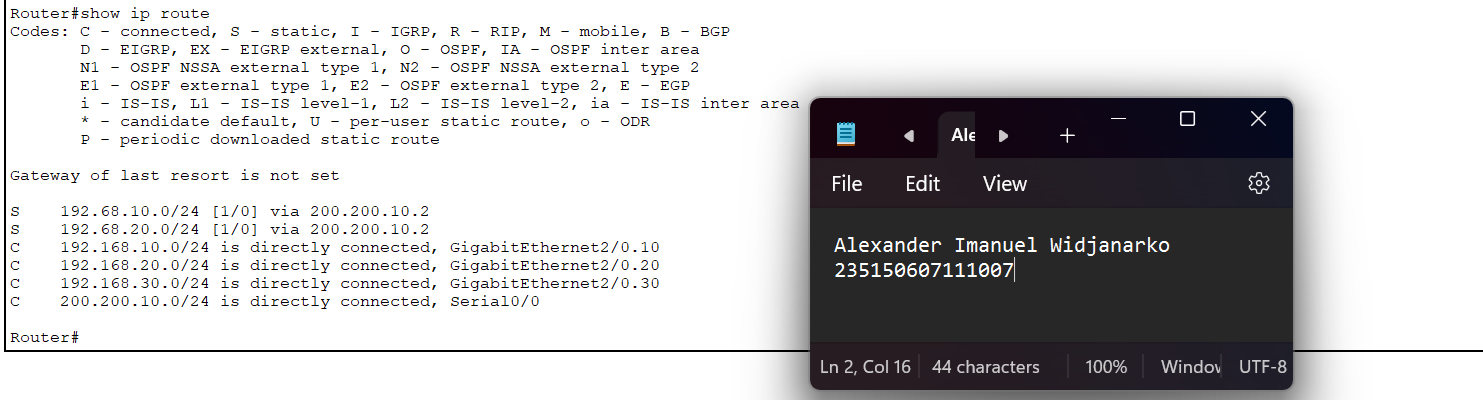 Router#show ip route
Codes: C - connected, S - static, I - IGRP, R - RIP, M - mobile, B - BGP
D - EIGRP, EX - EIGRP external, O - OSPF, IA - OSPF inter area
N1 - OSPF NSSA external type 1, N2 - OSPF NSSA external type 2
E1 - OSPF external type 1, E2 - OSPF external type 2, E - EGP
i - IS-IS, L1 - IS-IS level-1, L2 - IS-IS level-2, ia - IS-IS inter area
* - candidate default, U - per-user static route, o - ODR
P - periodic downloaded static route
Gateway of last resort is not set
S 192.68.10.0/24 [1/0] via 200.200.10.2
S 192.68.20.0/24 [1/0] via 200.200.10.2
C 192.168.10.0/24 is directly connected, GigabitEthernet2/0.10
C 192.168.20.0/24 is directly connected, GigabitEthernet2/0.20
C 192.168.30.0/24 is directly connected, GigabitEthernet2/0.30
C 200.200.10.0/24 is directly connected, Serial0/0
Router#
Ale
File Edit View
Alexander Imanuel Widjanarko
235150607111007
Ln 2, Col 16 44 characters 100% Window UTF-8